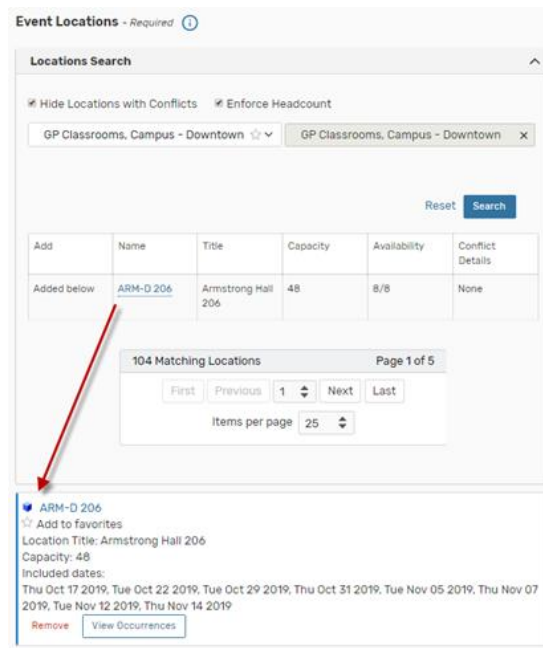 Event Locations - Required
Locations Search
Hide Locations with Conflicts Enforce Headcount
GP Classrooms, Campus - Downtown GP Classrooms, Campus - Downtown x
Reset Search
Add Name Title Capacity Availability Conflict
Details
Added below ARM-D 206 Armstrong Hall 48 8/8 None
206
104 Matching Locations Page 1 of 5
First Previous 1 Next Last
Items per page 25
ARM-D 206
Add to favorites
Location Title: Armstrong Hall 206
Capacity: 48
Included dates:
Thu Oct 17 2019, Tue Oct 22 2019, Tue Oct 29 2019, Thu Oct 31 2019, Tue Nov 05 2019, Thu Nov 07
2019, Tue Nov 12 2019, Thu Nov 14 2019
Remove View Occurrences